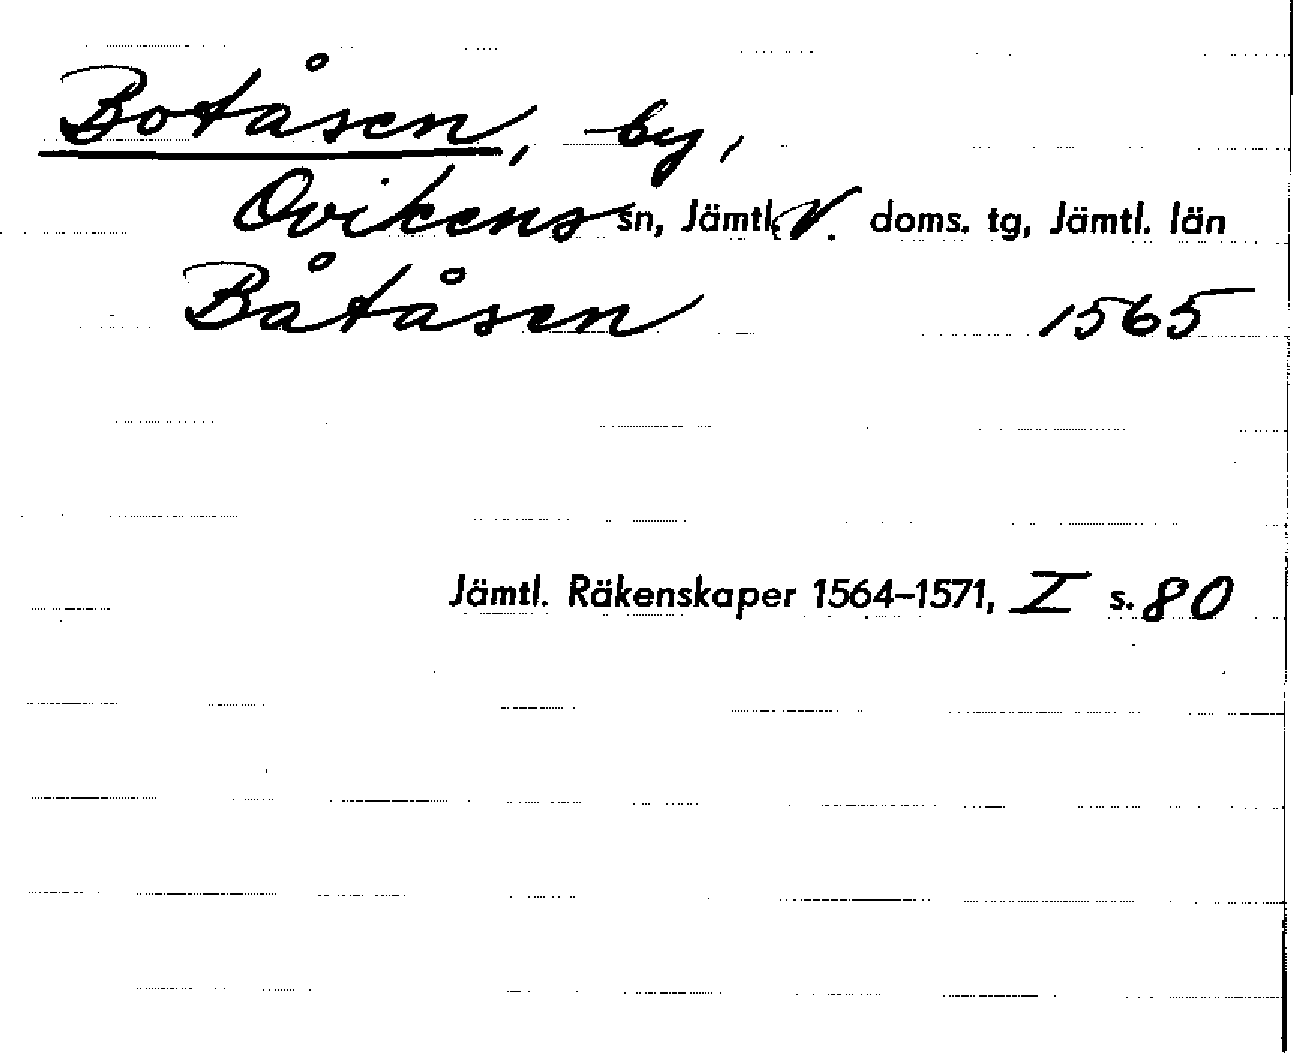 Botåsen, by,
Ovikens sn, Jämtl. V. doms. tg, Jämtl. län
Båtåsen 1565
Jämtl. Räkenskaper 1564–1571, I s. 80